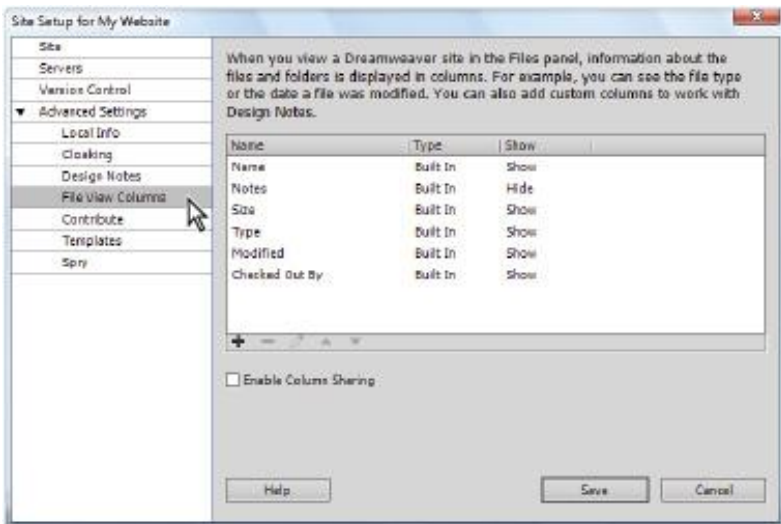 Site Setup for My Website
Site
Servers
Version Control
Advanced Settings
Local Info
Cloaking
Design Notes
File View Columns
Contribute
Templates
Spry
When you view a Dreamweaver site in the Files panel, information about the
files and folders is displayed in columns. For example, you can see the file type
or the date a file was modified. You can also add custom columns to work with
Design Notes.
Name Type Show
Name Built In Show
Notes Built In Hide
Size Built In Show
Type Built In Show
Modified Built In Show
Checked Out By Built In Show
Enable Column Sharing
Help Save Cancel